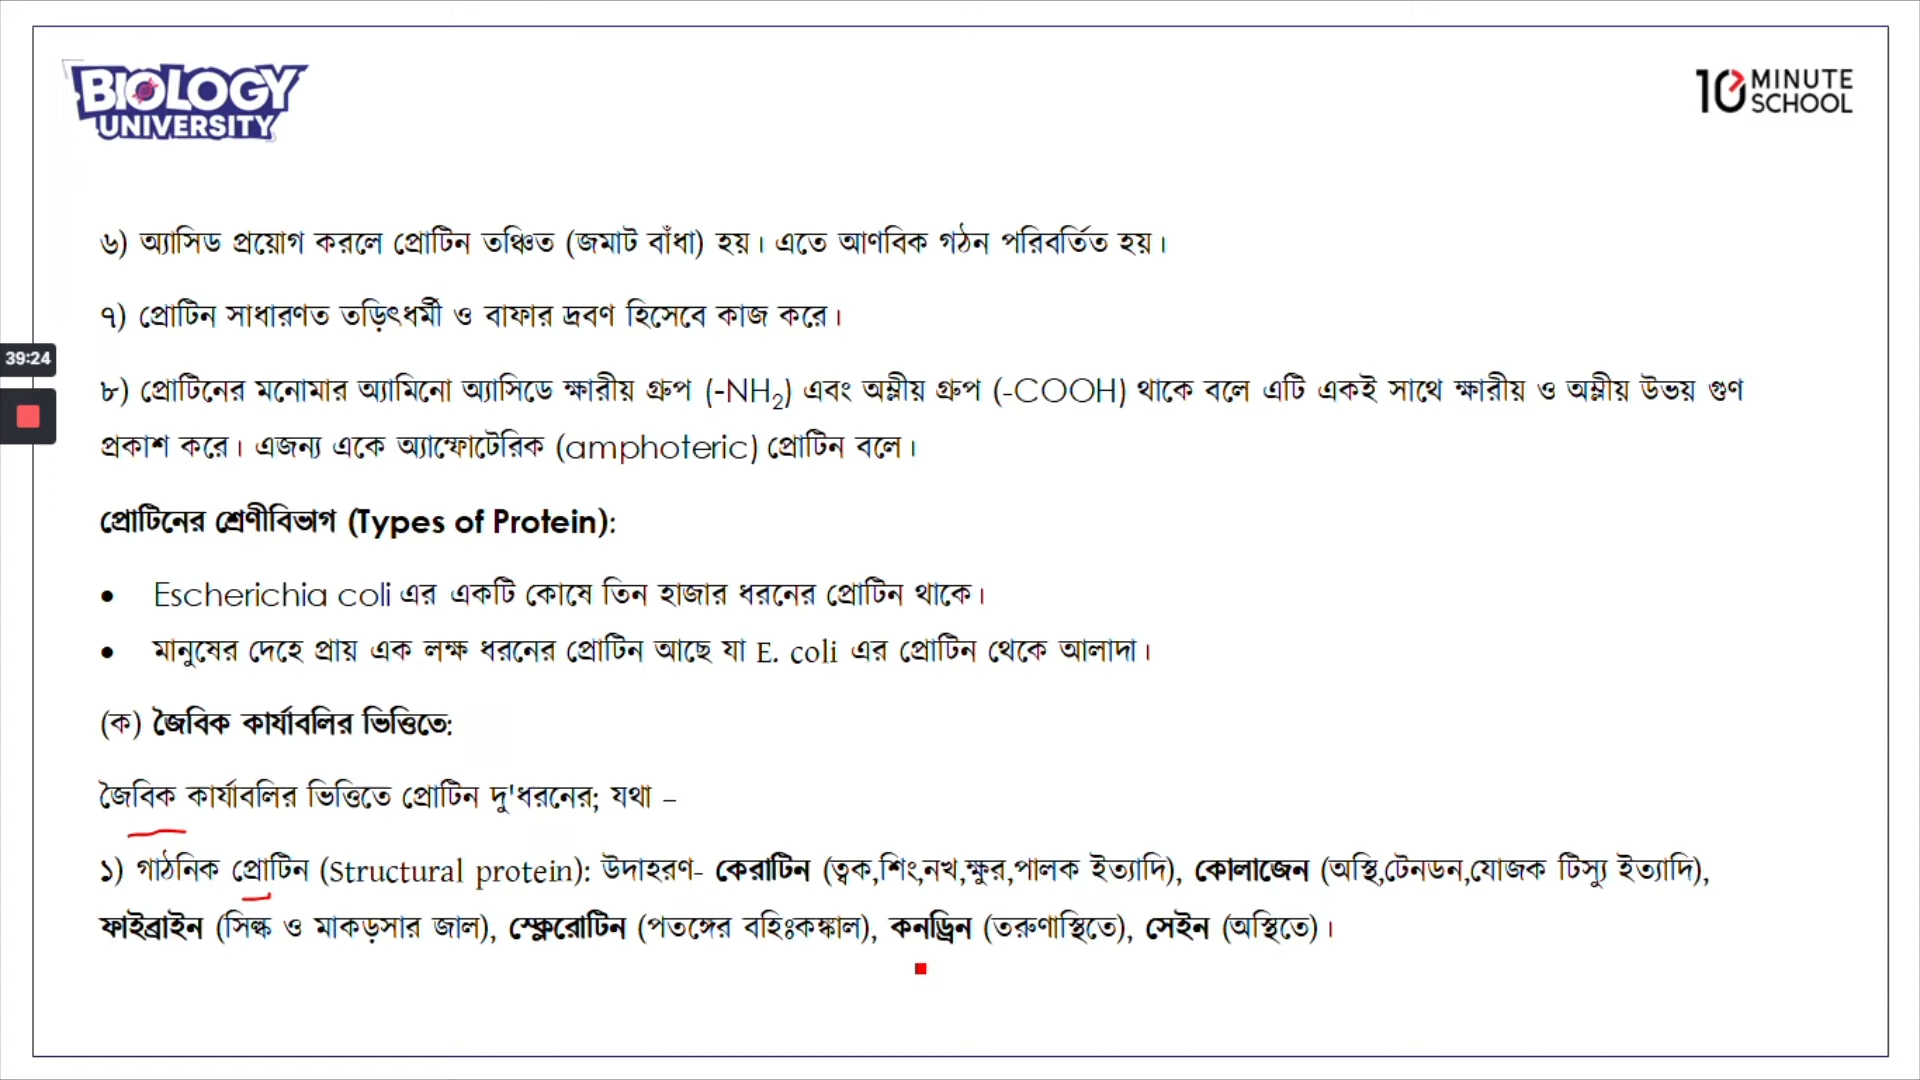 BIOLOGY
UNIVERSITY
10 MINUTE
SCHOOL
৬) অ্যাসিড প্রয়োগ করলে প্রোটিন তঞ্চিত (জমাট বাঁধা) হয়। এতে আণবিক গঠন পরিবর্তিত হয়।
৭) প্রোটিন সাধারণত তড়িৎধর্মী ও বাফার দ্রবণ হিসেবে কাজ করে।
39:24
৮) প্রোটিনের মনোমার অ্যামিনো অ্যাসিডে ক্ষারীয় গ্রুপ (-NH₂) এবং অম্লীয় গ্রুপ (-COOH) থাকে বলে এটি একই সাথে ক্ষারীয় ও অম্লীয় উভয় গুণ
প্রকাশ করে। এজন্য একে অ্যাম্ফোটেরিক (amphoteric) প্রোটিন বলে।
প্রোটিনের শ্রেণীবিভাগ (Types of Protein):
• Escherichia coli এর একটি কোষে তিন হাজার ধরনের প্রোটিন থাকে।
• মানুষের দেহে প্রায় এক লক্ষ ধরনের প্রোটিন আছে যা E. coli এর প্রোটিন থেকে আলাদা।
(ক) জৈবিক কার্যাবলির ভিত্তিতে:
জৈবিক কার্যাবলির ভিত্তিতে প্রোটিন দু'ধরনের; যথা –
১) গাঠনিক প্রোটিন (Structural protein): উদাহরণ- কেরাটিন (ত্বক,শিং,নখ,ক্ষুর,পালক ইত্যাদি), কোলাজেন (অস্থি,টেনডন,যোজক টিস্যু ইত্যাদি),
ফাইব্রাইন (সিল্ক ও মাকড়সার জাল), স্ক্লেরোটিন (পতঙ্গের বহিঃকঙ্কাল), কনড্রিন (তরুণাস্থিতে), সেইন (অস্থিতে)।